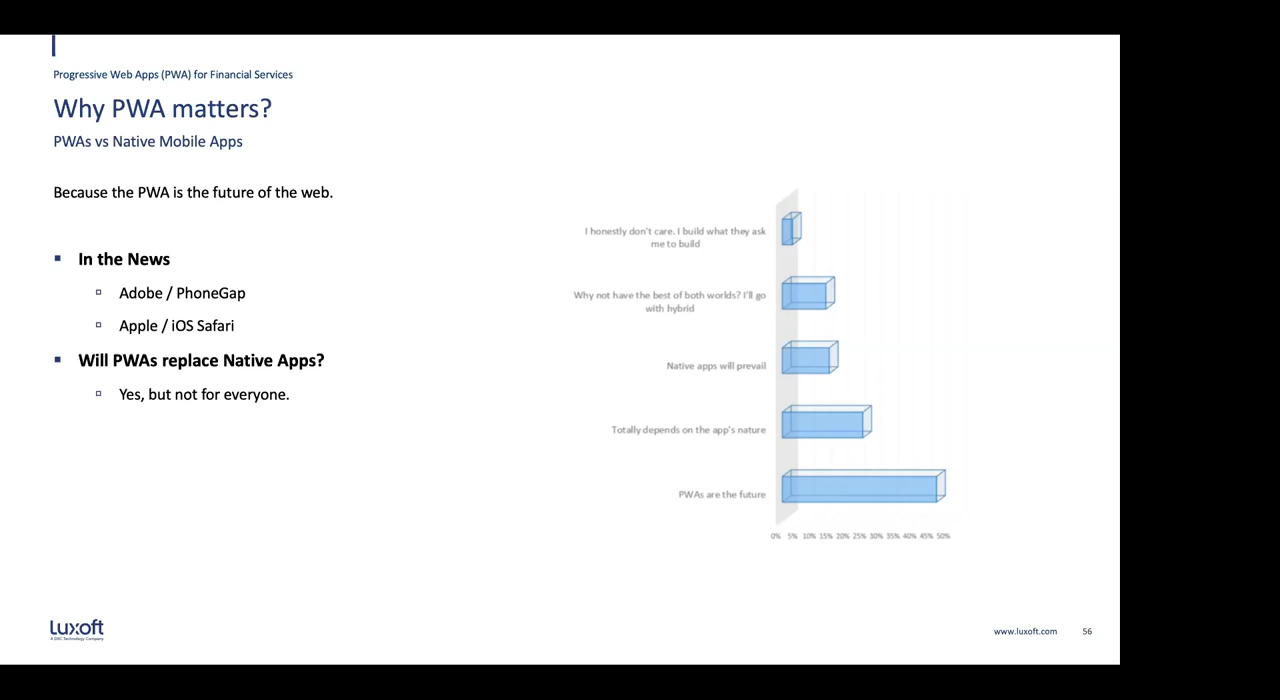 Progressive Web Apps (PWA) for Financial Services
Why PWA matters?
PWAs vs Native Mobile Apps
Because the PWA is the future of the web.
In the News
Adobe / PhoneGap
Apple / iOS Safari
Will PWAs replace Native Apps?
Yes, but not for everyone.
I honestly don't care. I build what they ask
me to build
Why not have the best of both worlds? I'll go
with hybrid
Native apps will prevail
Totally depends on the app's nature
PWAs are the future
0% 5% 10% 15% 20% 25% 30% 35% 40% 45% 50%
Luxoft
A DXC Technology Company
www.luxoft.com 56